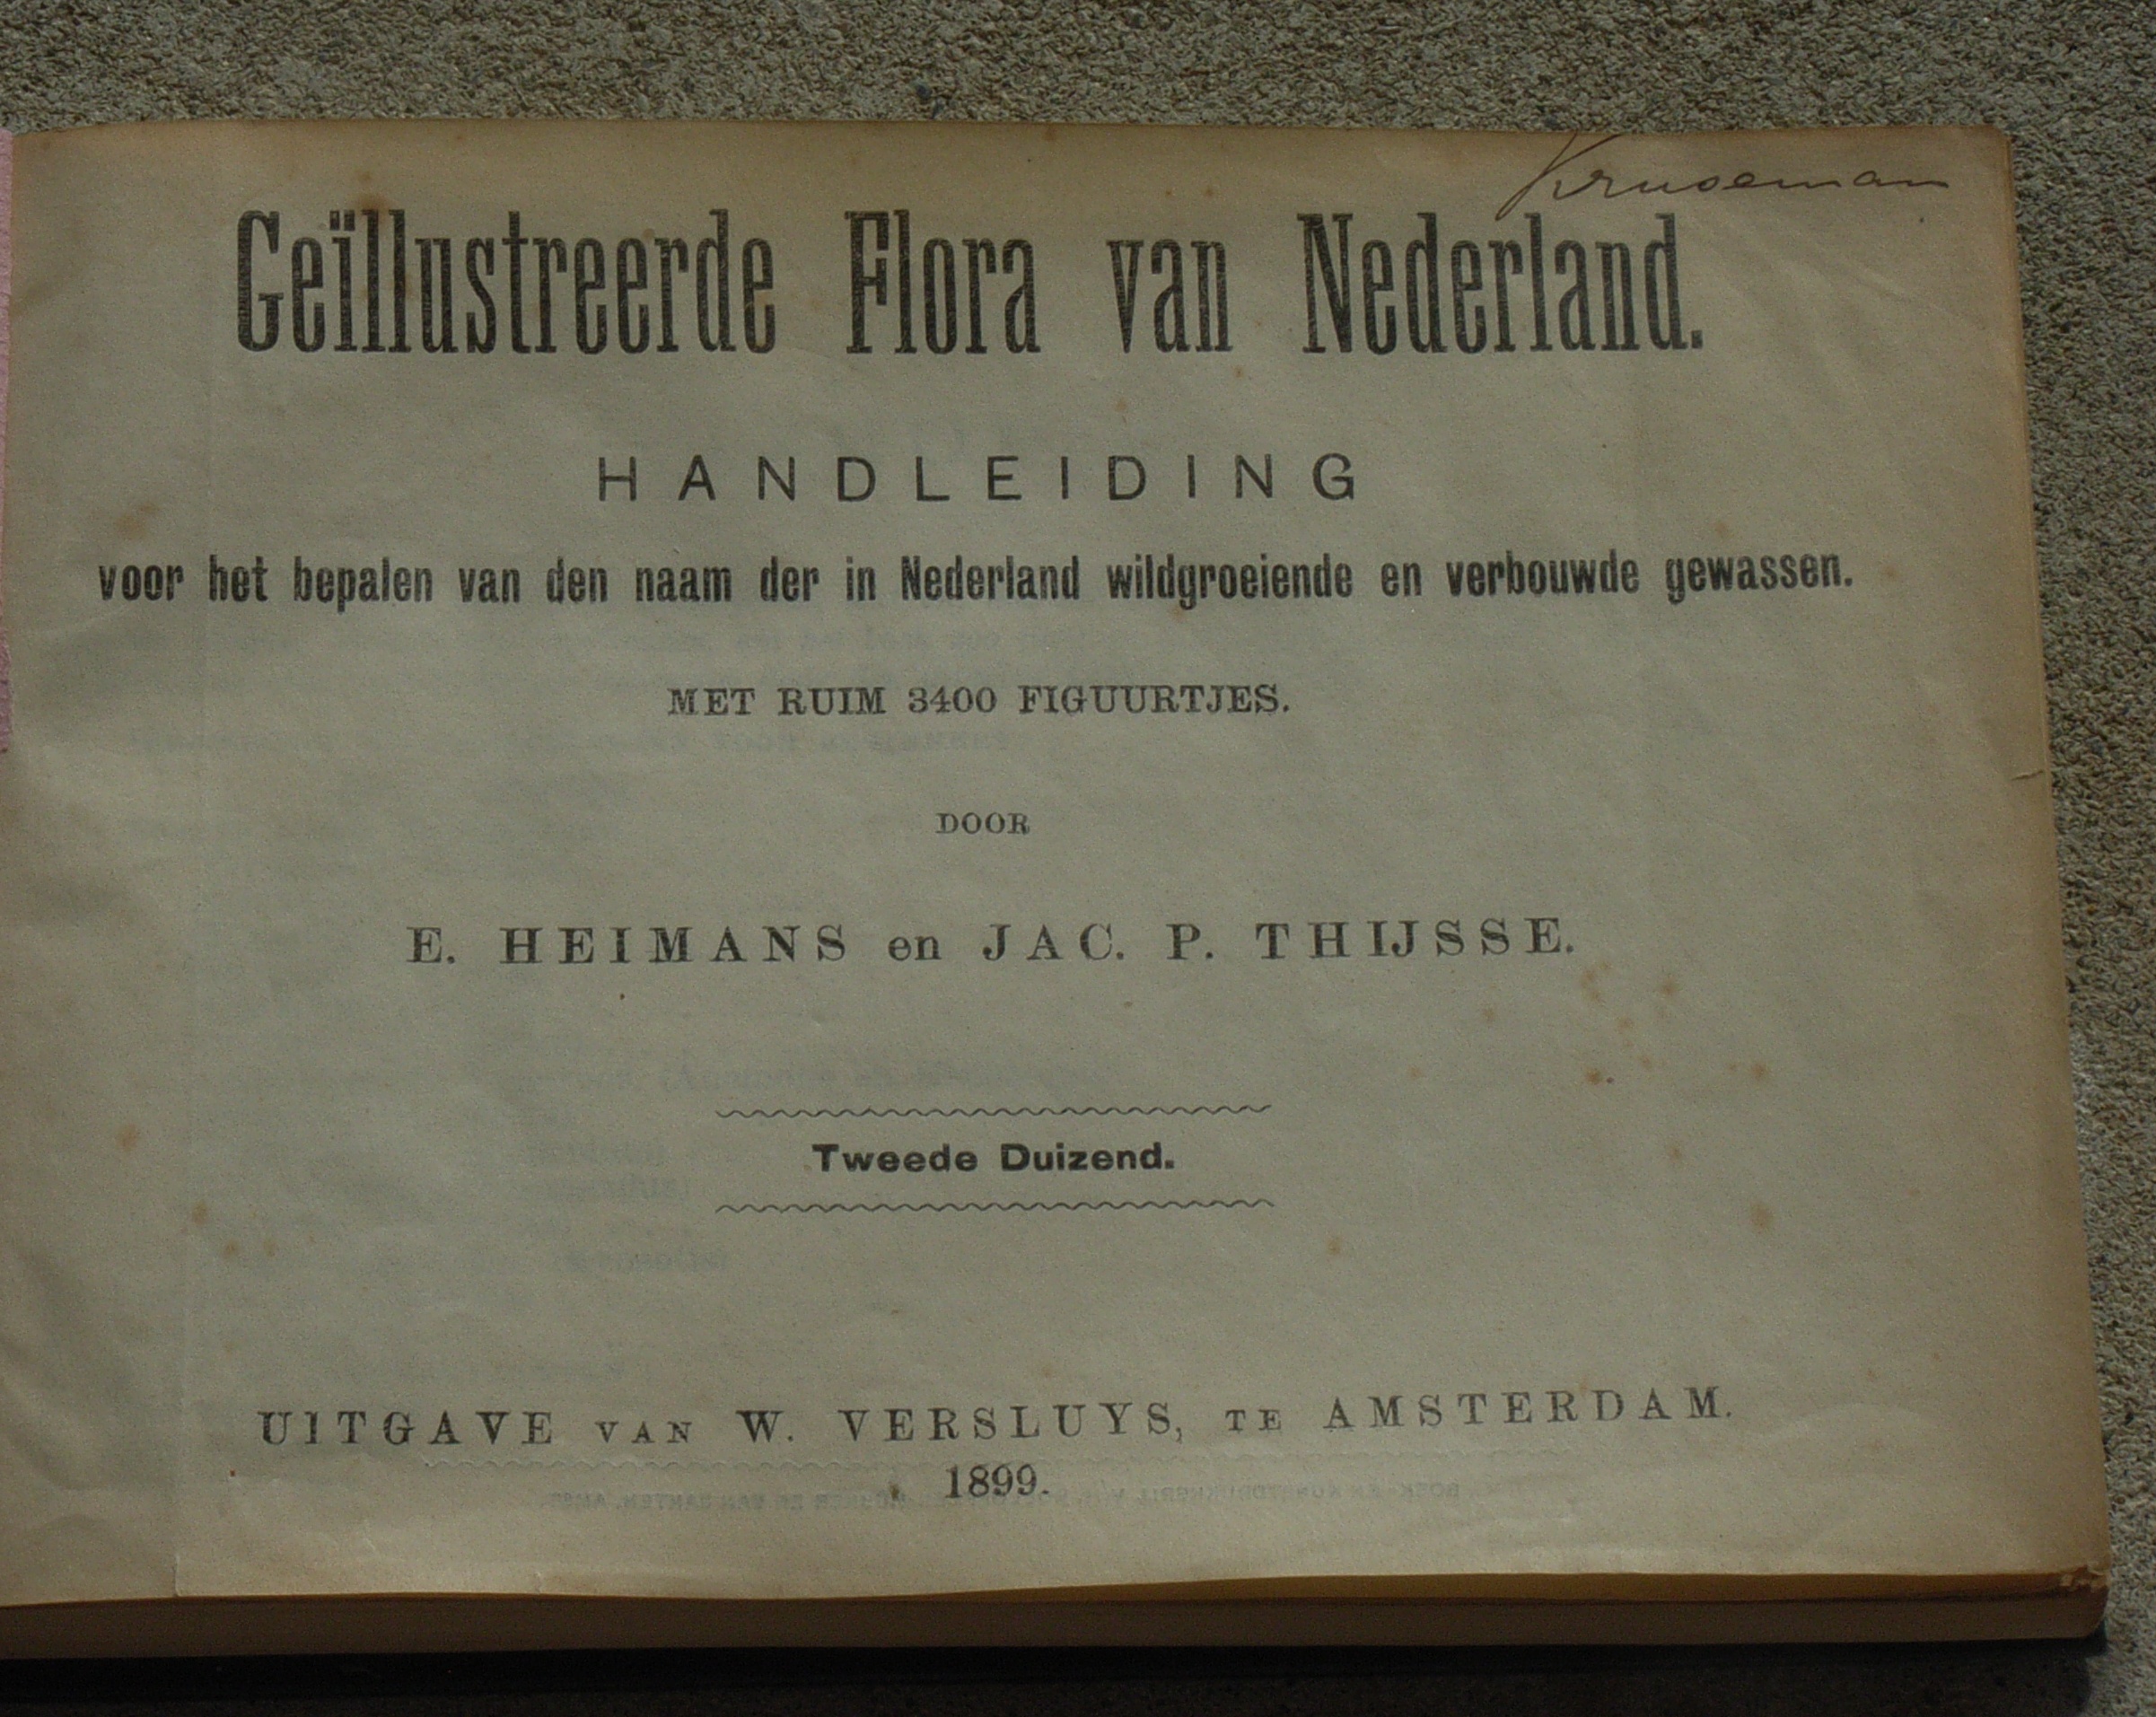 Kruseman
Geïllustreerde Flora van Nederland.
HANDLEIDING
voor het bepalen van den naam der in Nederland wildgroeiende en verbouwde gewassen.
MET RUIM 3400 FIGUURTJES.
DOOR
E. HEIMANS en JAC. P. THIJSSE.
Tweede Duizend.
UITGAVE VAN W. VERSLUYS, TE AMSTERDAM.
1899.